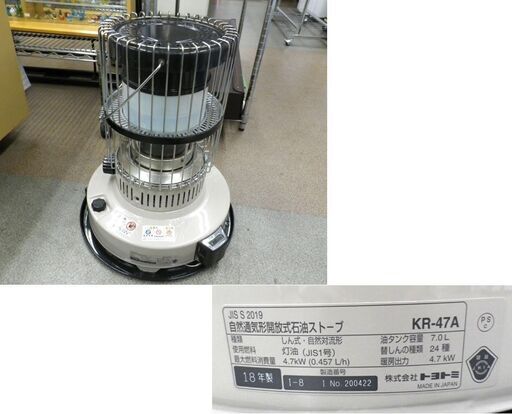 JIS S 2019
自然通気形開放式石油ストーブ KR-47A
種類 しん式・自然対流形 油タンク容量 7.0 L
使用燃料 灯油 (JIS1号) 替しんの種類 24 種
最大燃料消費量 4.7kW (0.457 L/h) 暖房出力 4.7 kW
製造番号
18年製 I-8 1 No. 200422
株式会社トヨトミ
MADE IN JAPAN
PS
C